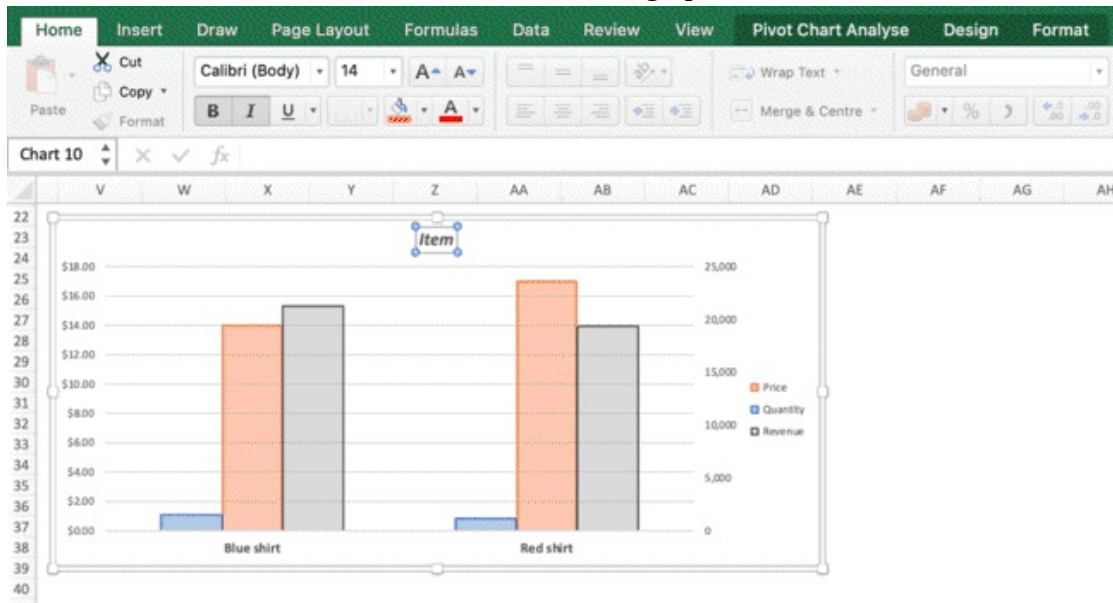 Home Insert Draw Page Layout Formulas Data Review View Pivot Chart Analyse Design Format
Cut
Calibri (Body) 14 A A Wrap Text General
Copy
Paste
Format
B I U A Merge & Centre %
Chart 10 fx
V W X Y Z AA AB AC AD AE AF AG AH
22
23 Item
24
$18.00 25,000
25
26 $16.00
27 $14.00 20,000
28
29 $12.00
15,000
30 $10.00 Price
31
$8.00 Quantity
32 10,000 Revenue
33 $6.00
34 $4.00
35 5,000
36 $2.00
37 $0.00 0
38 Blue shirt Red shirt
39
40